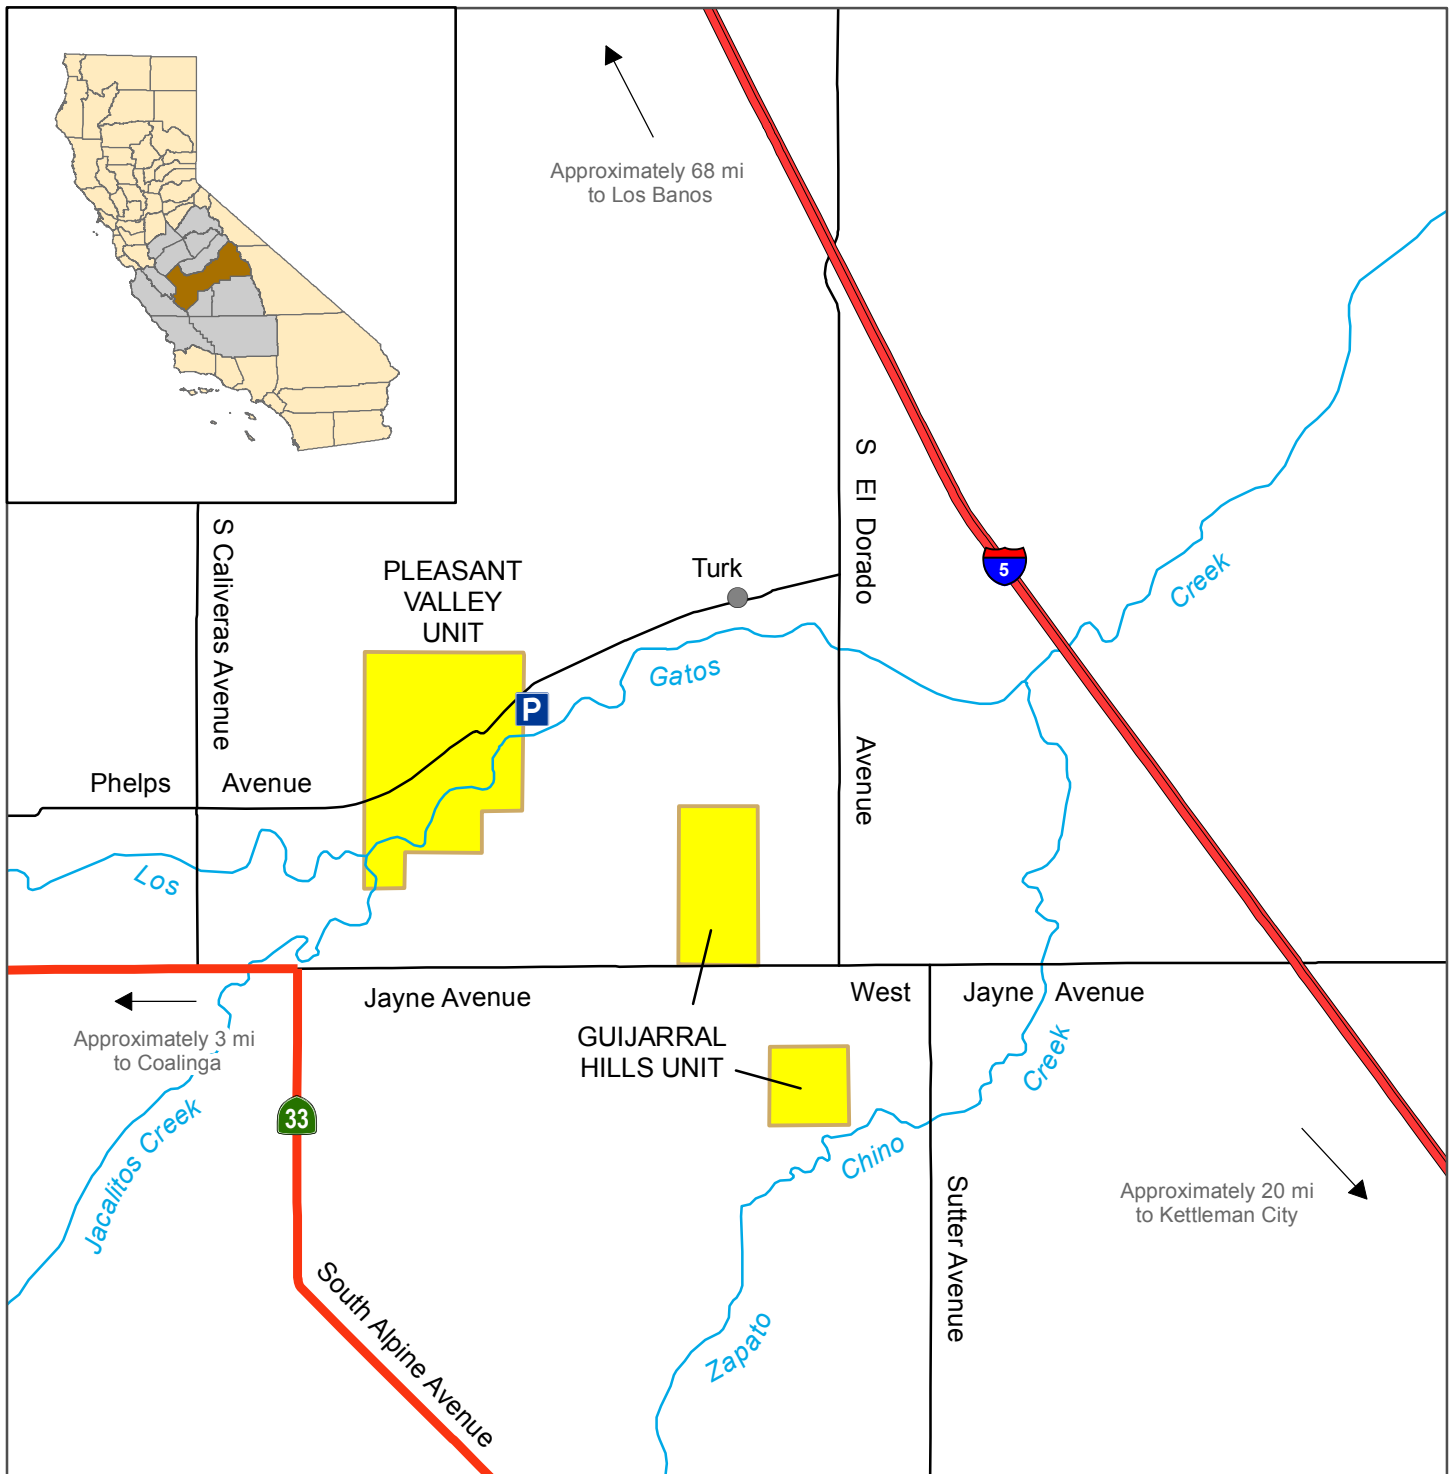 Approximately 68 mi
to Los Banos
S El Dorado
Avenue
5
Creek
S Caliveras Avenue
PLEASANT
VALLEY
UNIT
Turk
Gatos
P
Phelps Avenue
Los
Jayne Avenue
West Jayne Avenue
Approximately 3 mi
to Coalinga
GUIJARRAL
HILLS UNIT
Creek
33
Jacalitos Creek
Chino
Zapato
Sutter Avenue
Approximately 20 mi
to Kettleman City
South Alpine Avenue